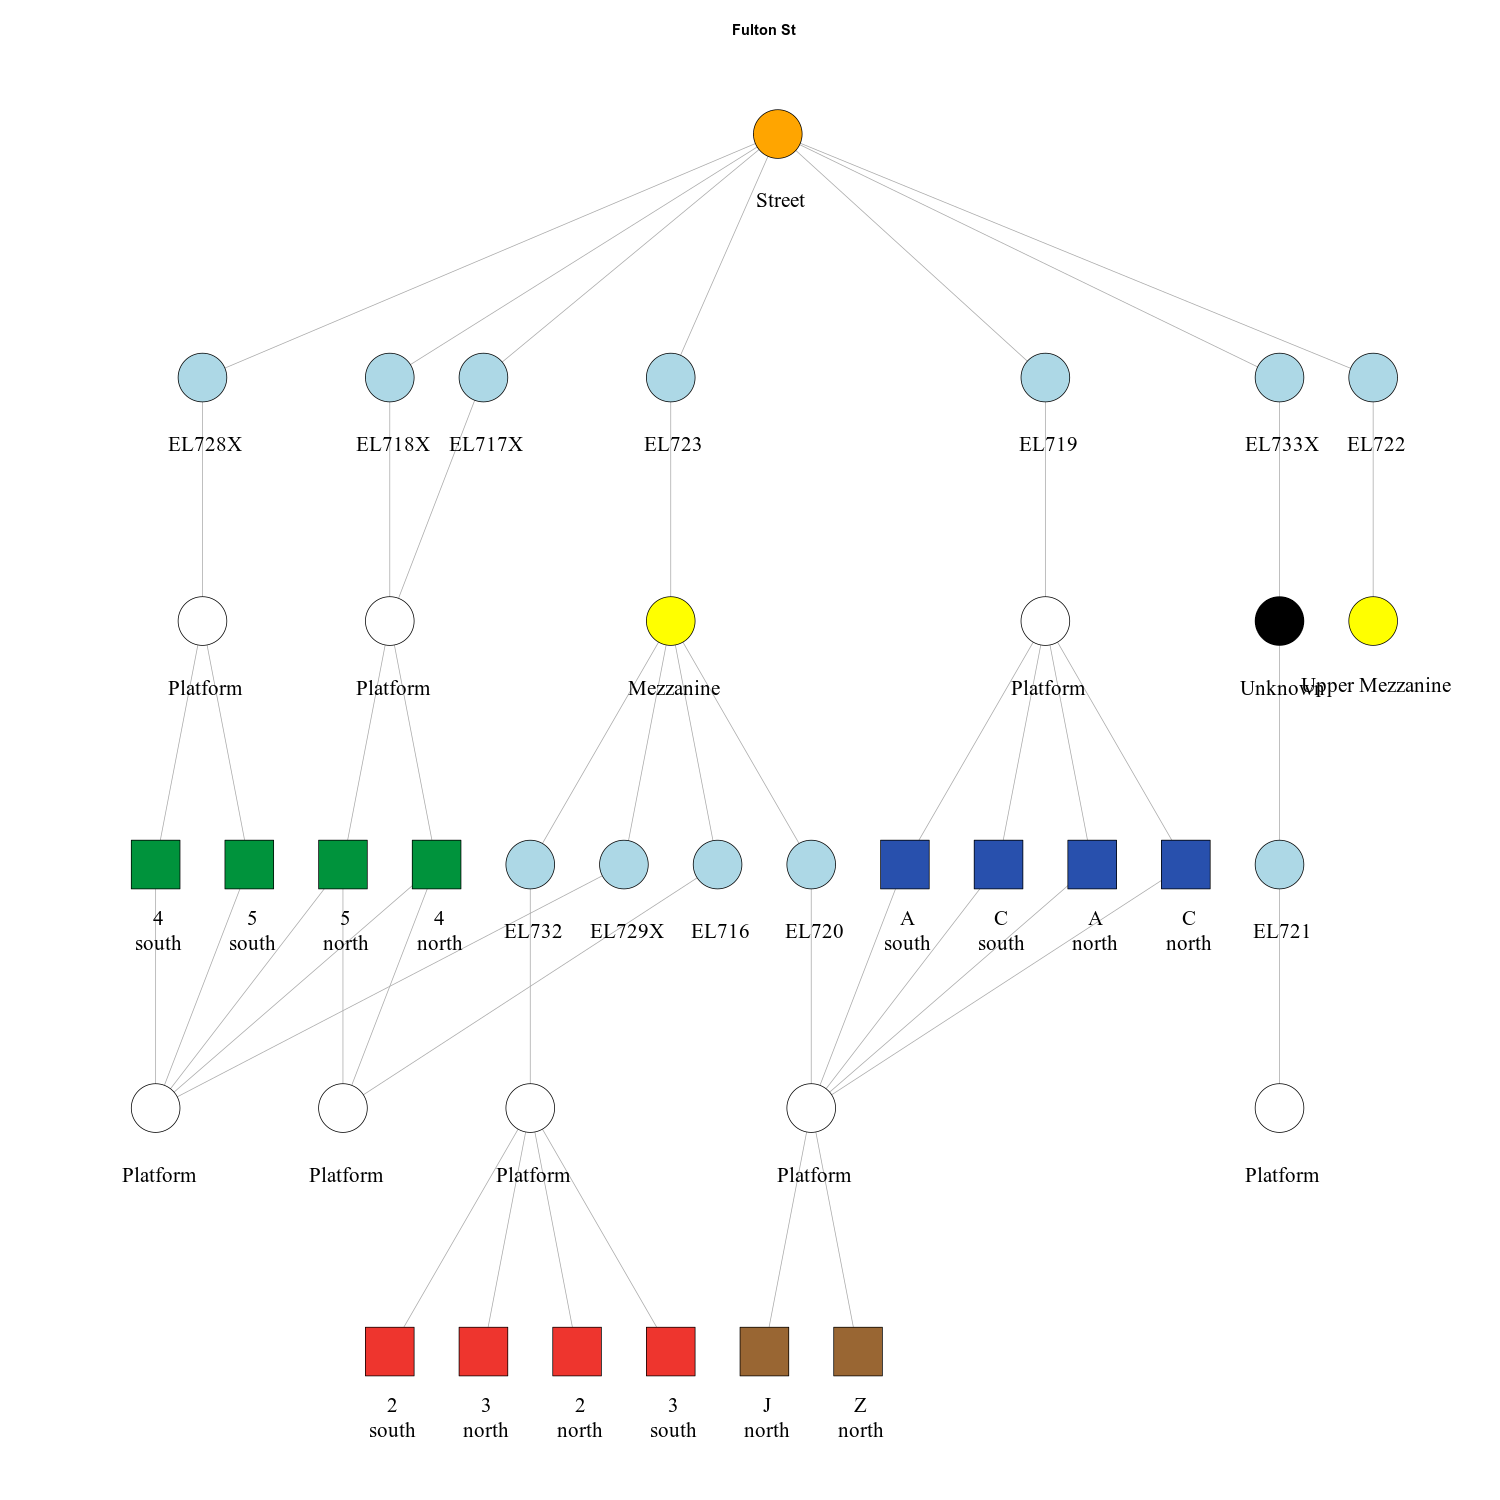 Fulton St
Street
EL728X
EL718X
EL717X
EL723
EL719
EL733X
EL722
Platform
Platform
Mezzanine
Platform
Unknown
Upper Mezzanine
4
south
5
south
5
north
4
north
EL732
EL729X
EL716
EL720
A
south
C
south
A
north
C
north
EL721
Platform
Platform
Platform
Platform
Platform
2
south
3
north
2
north
3
south
J
north
Z
north